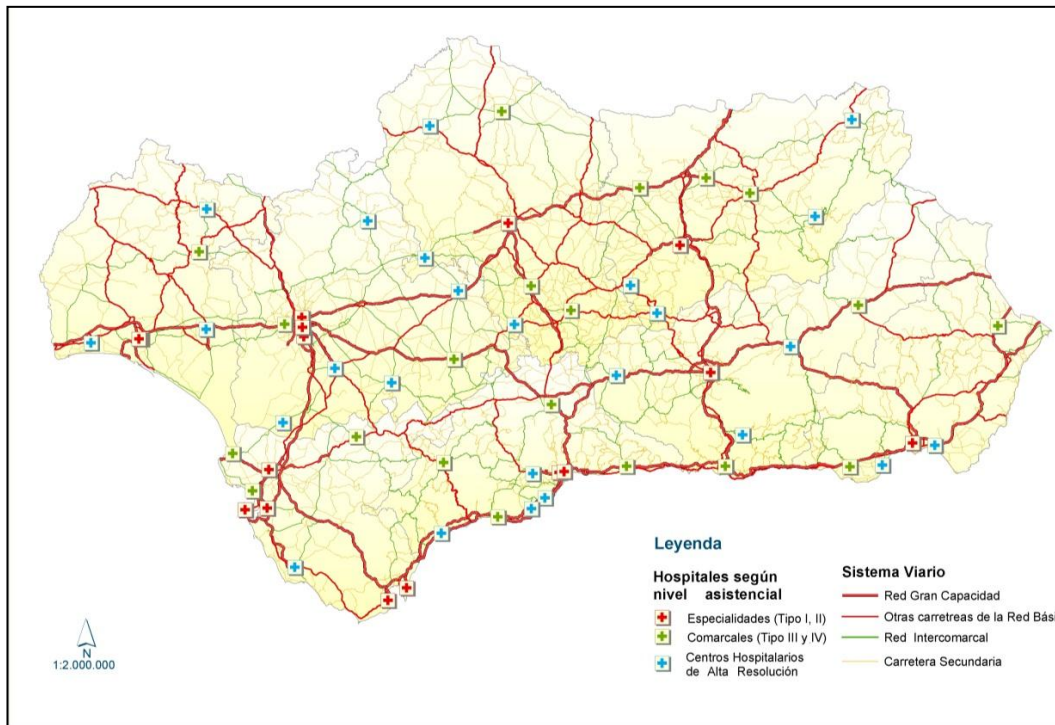 Leyenda
Hospitales según
nivel asistencial
Especialidades (Tipo I, II)
Comarcales (Tipo III y IV)
Centros Hospitalarios
de Alta Resolución
Sistema Viario
Red Gran Capacidad
Otras carretreas de la Red Bási
Red Intercomarcal
Carretera Secundaria
N
1:2.000.000